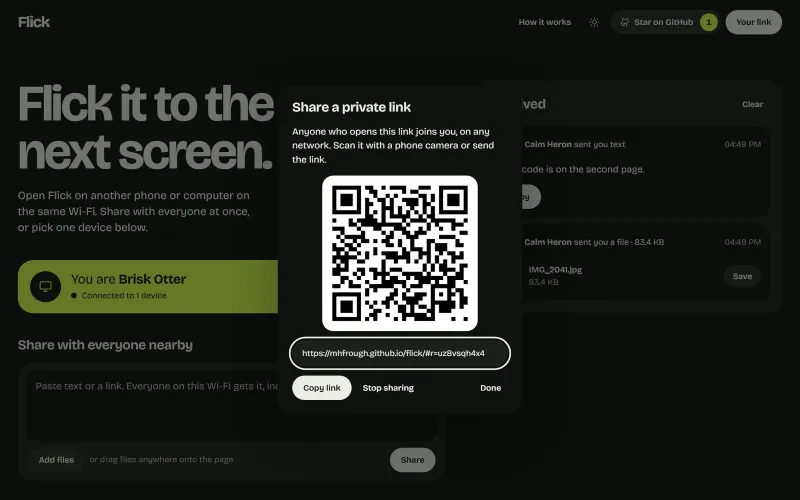 Flick
How it works
Star on GitHub
1
Your link
Flick it to the
next screen.
Open Flick on another phone or computer on
the same Wi-Fi. Share with everyone at once,
or pick one device below.
You are Brisk Otter
Connected to 1 device
Share with everyone nearby
Paste text or a link. Everyone on this Wi-Fi gets it,
Add files
or drag files anywhere onto the page
Share
Share a private link
Anyone who opens this link joins you, on any
network. Scan it with a phone camera or send
the link.
https://mhfrough.github.io/flick/#r=uz8vsqh4x4
Copy link
Stop sharing
Done
Clear
Calm Heron sent you text
04:49 PM
code is on the second page.
Calm Heron sent you a file · 83.4 KB
04:49 PM
IMG_2041.jpg
83.4 KB
Save